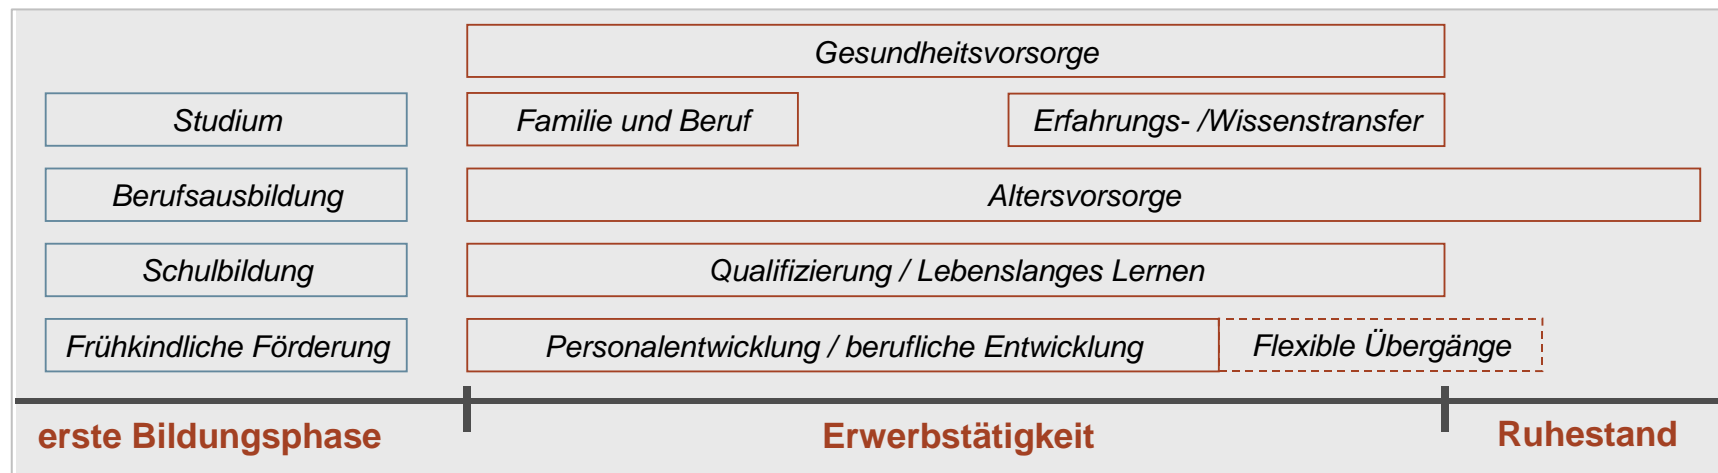 Gesundheitsvorsorge
Studium
Familie und Beruf
Erfahrungs- /Wissenstransfer
Berufsausbildung
Altersvorsorge
Schulbildung
Qualifizierung / Lebenslanges Lernen
Frühkindliche Förderung
Personalentwicklung / berufliche Entwicklung
Flexible Übergänge
erste Bildungsphase
Erwerbstätigkeit
Ruhestand